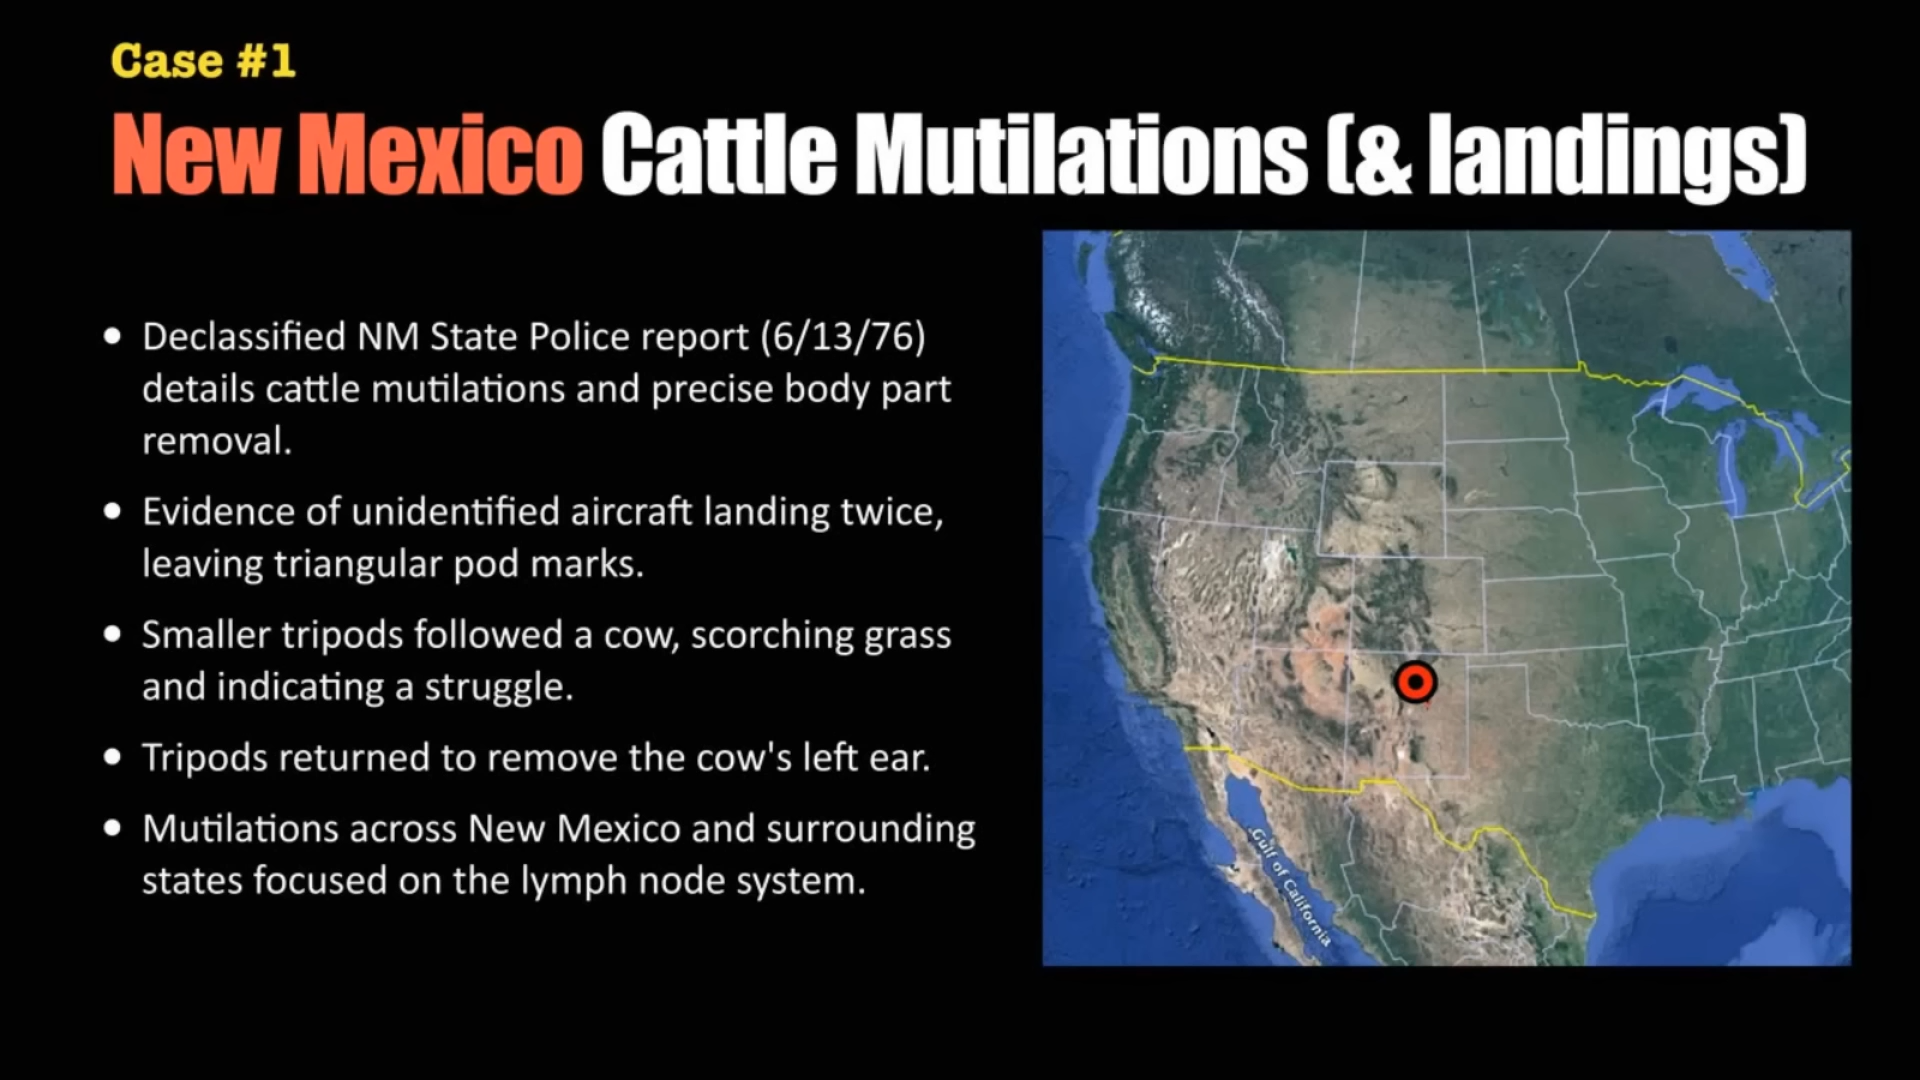 Case #1
New Mexico Cattle Mutilations (& landings)
• Declassified NM State Police report (6/13/76)
details cattle mutilations and precise body part
removal.
• Evidence of unidentified aircraft landing twice,
leaving triangular pod marks.
• Smaller tripods followed a cow, scorching grass
and indicating a struggle.
• Tripods returned to remove the cow's left ear.
• Mutilations across New Mexico and surrounding
states focused on the lymph node system.
Gulf of California